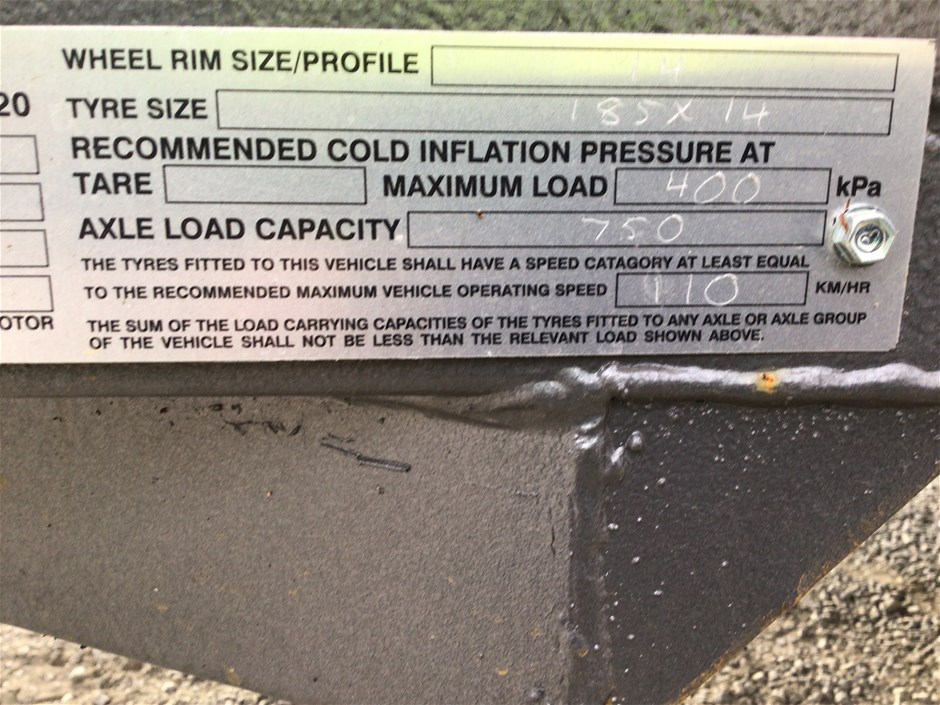 WHEEL RIM SIZE/PROFILE 14
20 TYRE SIZE 185 X 14
RECOMMENDED COLD INFLATION PRESSURE AT
TARE MAXIMUM LOAD 400 kPa
AXLE LOAD CAPACITY 750
THE TYRES FITTED TO THIS VEHICLE SHALL HAVE A SPEED CATAGORY AT LEAST EQUAL
TO THE RECOMMENDED MAXIMUM VEHICLE OPERATING SPEED 110 KM/HR
OTOR THE SUM OF THE LOAD CARRYING CAPACITIES OF THE TYRES FITTED TO ANY AXLE OR AXLE GROUP
OF THE VEHICLE SHALL NOT BE LESS THAN THE RELEVANT LOAD SHOWN ABOVE.